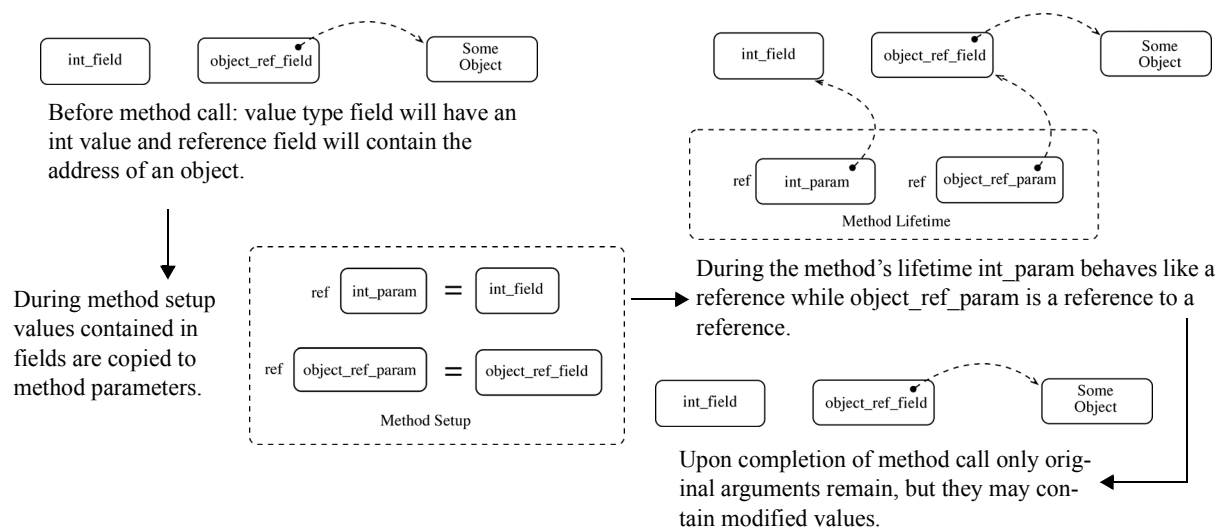 int_field
object_ref_field
Some
Object
Before method call: value type field will have an
int value and reference field will contain the
address of an object.
During method setup
values contained in
fields are copied to
method parameters.
ref int_param = int_field
ref object_ref_param = object_ref_field
Method Setup
int_field
object_ref_field
Some
Object
ref int_param
ref object_ref_param
Method Lifetime
During the method’s lifetime int_param behaves like a
reference while object_ref_param is a reference to a
reference.
int_field
object_ref_field
Some
Object
Upon completion of method call only orig-
inal arguments remain, but they may con-
tain modified values.